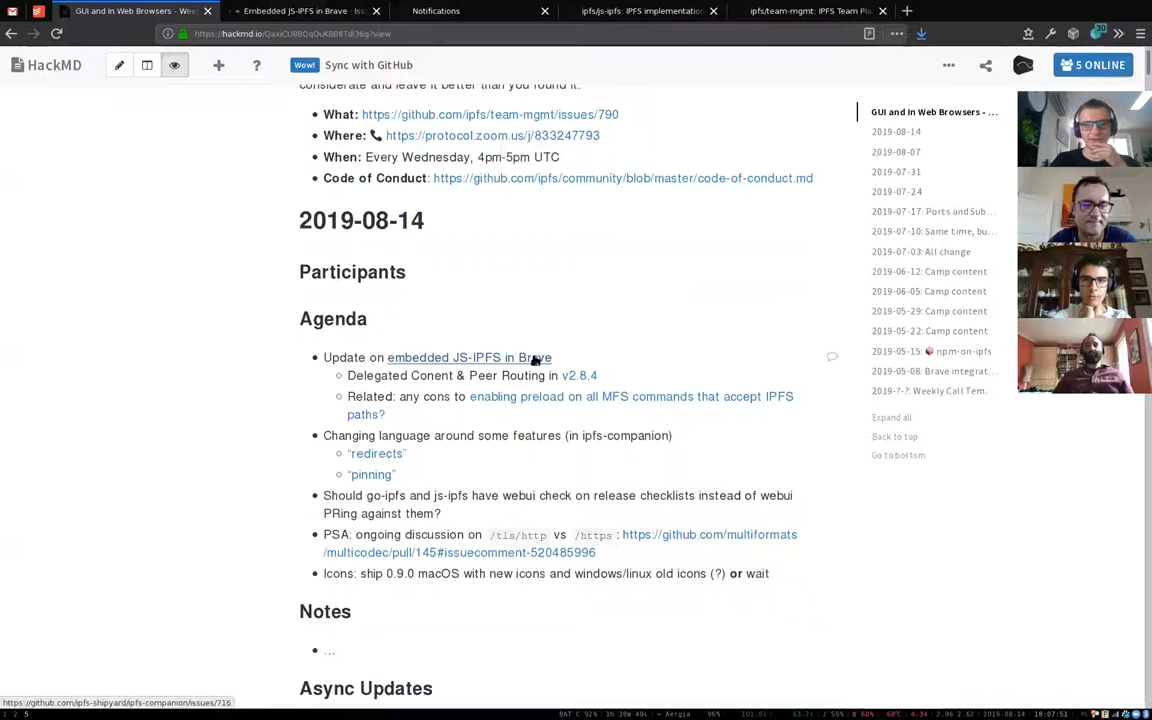 GUI and In Web Browsers - Wee
Embedded JS-IPFS in Brave · Iss
Notifications
ipfs/js-ipfs: IPFS implementatio
ipfs/team-mgmt: IPFS Team Pla
HackMD
Wow! Sync with GitHub
5 ONLINE
considerate and leave it better than you found it.
What: https://github.com/ipfs/team-mgmt/issues/790
Where: 📞 https://protocol.zoom.us/j/833247793
When: Every Wednesday, 4pm-5pm UTC
Code of Conduct: https://github.com/ipfs/community/blob/master/code-of-conduct.md
2019-08-14
Participants
Agenda
Update on embedded JS-IPFS in Brave
Delegated Conent & Peer Routing in v2.8.4
Related: any cons to enabling preload on all MFS commands that accept IPFS
paths?
Changing language around some features (in ipfs-companion)
“redirects”
“pinning”
Should go-ipfs and js-ipfs have webui check on release checklists instead of webui
PRing against them?
PSA: ongoing discussion on /tls/http vs /https : https://github.com/multiformats
/multicodec/pull/145#issuecomment-520485996
Icons: ship 0.9.0 macOS with new icons and windows/linux old icons (?) or wait
Notes
...
Async Updates
GUI and in Web Browsers - ...
2019-08-14
2019-08-07
2019-07-31
2019-07-24
2019-07-17: Ports and Sub...
2019-07-10: Same time, bu...
2019-07-03: All change
2019-06-12: Camp content
2019-06-05: Camp content
2019-05-29: Camp content
2019-05-22: Camp content
2019-05-15: 📦 npm-on-ipfs
2019-05-08: Brave integrat...
2019-?-?: Weekly Call Tem...
Expand all
Back to top
Go to bottom
https://github.com/ipfs-shipyard/ipfs-companion/issues/716
1 2 5
2019-08-14 18:07:51